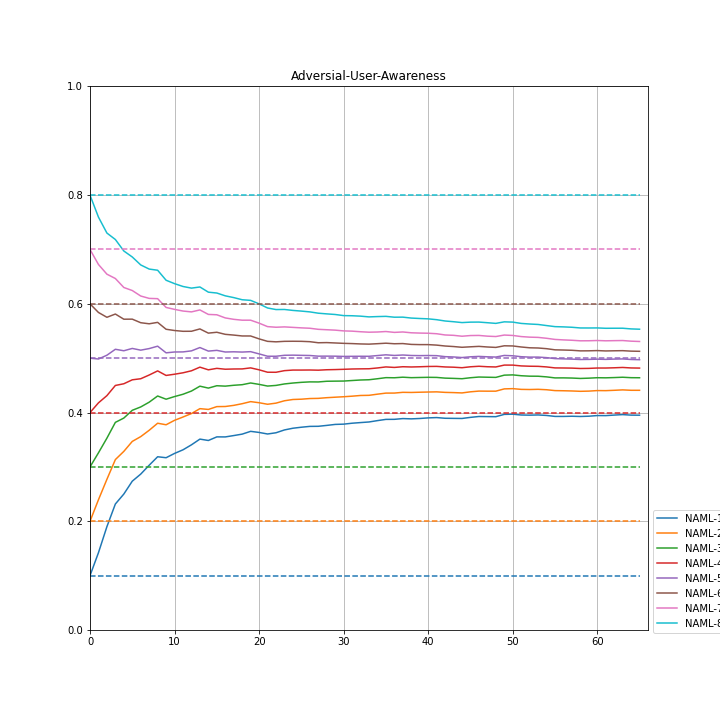 Adversial-User-Awareness
1.0
0.8
0.6
0.4
0.2
0.0
0 10 20 30 40 50 60
NAML-1
NAML-2
NAML-3
NAML-4
NAML-5
NAML-6
NAML-7
NAML-8